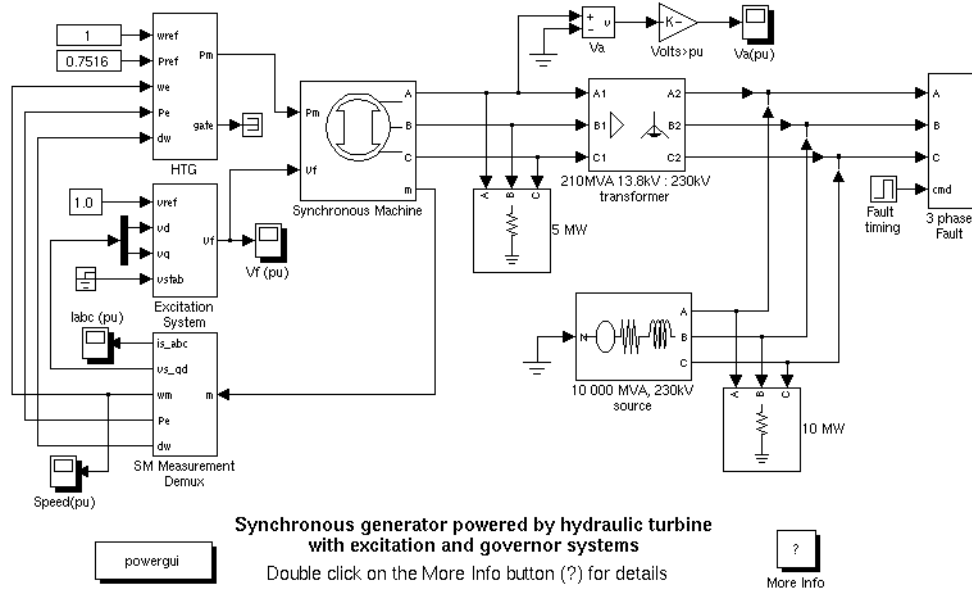 1
0.7516
wref
Pref
we
Pe
dw
Pm
gate
HTG
1.0
vref
vd
vq
vstab
Vf
Excitation
System
Vf (pu)
Iabc (pu)
is_abc
vs_qd
wm
Pe
dw
m
SM Measurement
Demux
Speed(pu)
Pm
Vf
A
B
C
m
Synchronous Machine
+
-
v
Va
K-
Volts>pu
Va(pu)
A1
B1
C1
A2
B2
C2
210MVA 13.8kV : 230kV
transformer
A
B
C
5 MW
N
A
B
C
10 000 MVA, 230kV
source
A
B
C
10 MW
A
B
C
cmd
3 phase
Fault
Fault
timing
Synchronous generator powered by hydraulic turbine
with excitation and governor systems
Double click on the More Info button (?) for details
powergui
?
More Info